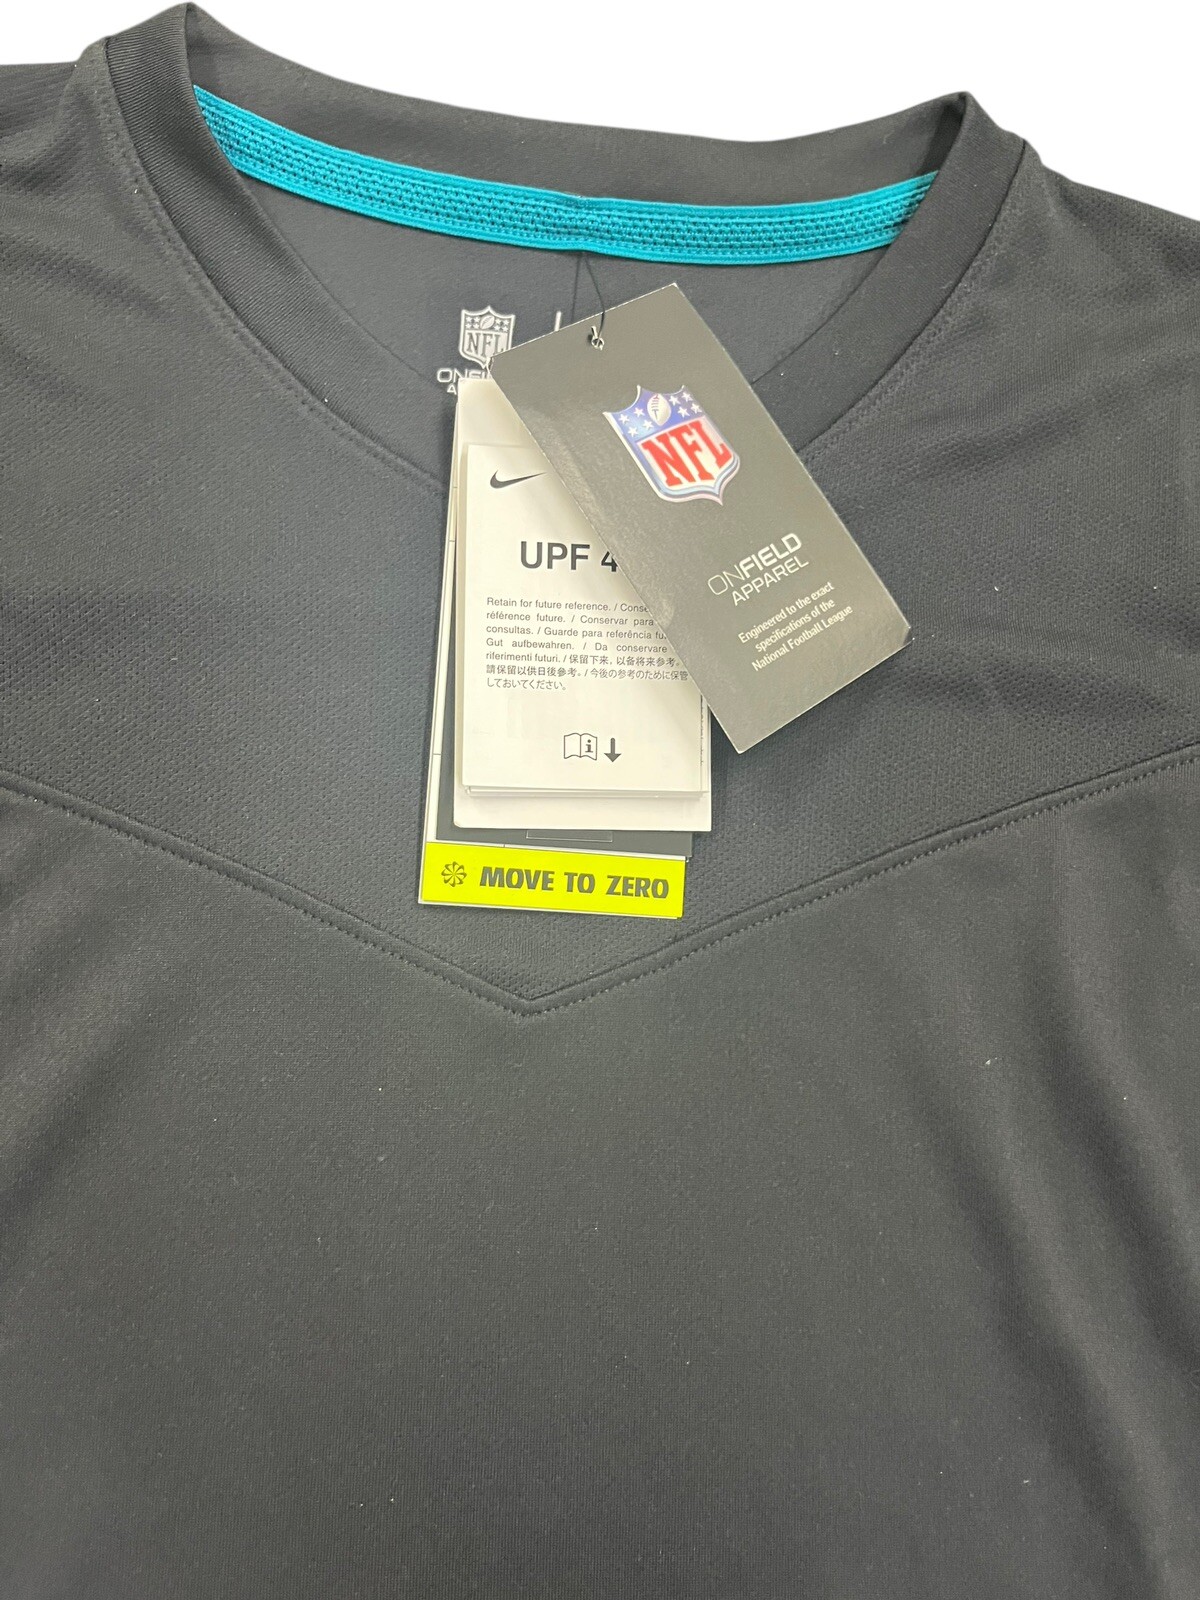 NFL
ON
NFL
ONFIELD
APPAREL
Engineered to the exact
specifications of the
National Football League
UPF 4
Retain for future reference. / Conse
référence future. / Conservar para
consultas. / Guarde para referência fu
Gut aufbewahren. / Da conservare
riferimenti futuri. / 保留下来，以备将来参考。
請保留以供日後參考。/ 今後の参考のために保管
しておいてください。
MOVE TO ZERO